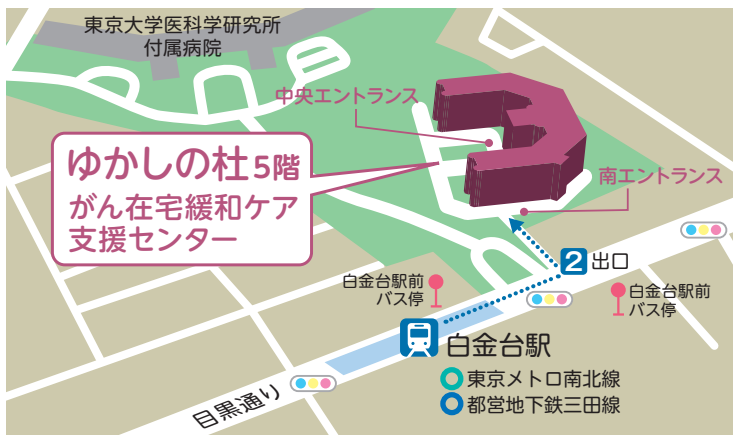 東京大学医科学研究所
付属病院
中央エントランス
ゆかしの杜5階
がん在宅緩和ケア
支援センター
南エントランス
2 出口
白金台駅前
バス停
白金台駅前
バス停
白金台駅
東京メトロ南北線
都営地下鉄三田線
目黒通り